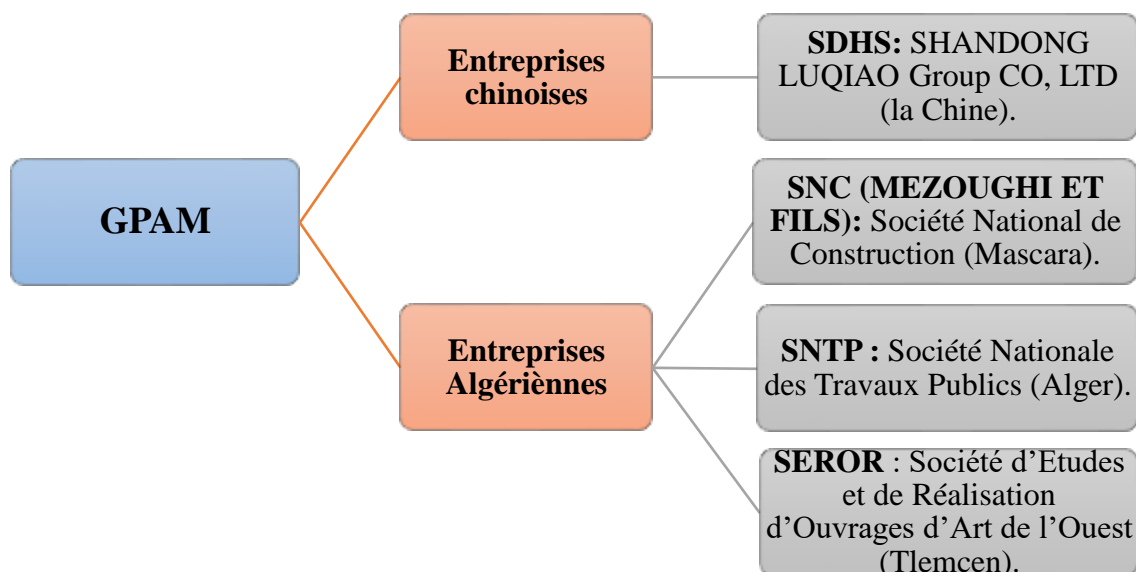 GPAM
Entreprises
chinoises
SDHS: SHANDONG
LUQIAO Group CO, LTD
(la Chine).
Entreprises
Algériènnes
SNC (MEZOUGHI ET
FILS): Société National de
Construction (Mascara).
SNTP : Société Nationale
des Travaux Publics (Alger).
SEROR : Société d’Etudes
et de Réalisation
d’Ouvrages d’Art de l’Ouest
(Tlemcen).